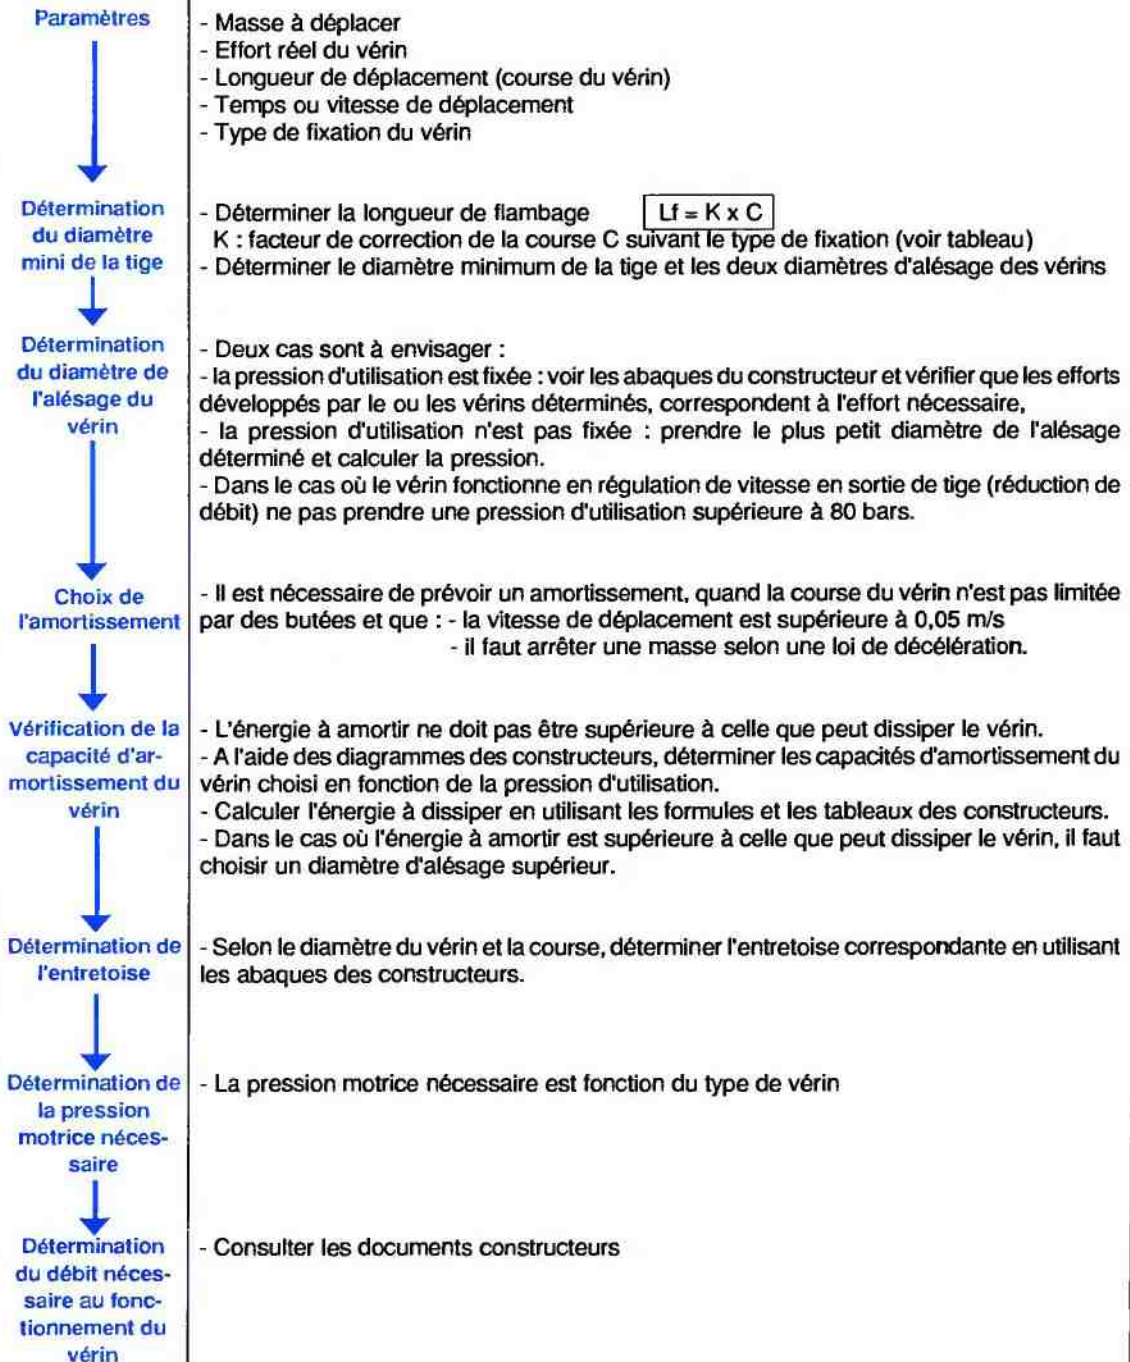 Paramètres
- Masse à déplacer
- Effort réel du vérin
- Longueur de déplacement (course du vérin)
- Temps ou vitesse de déplacement
- Type de fixation du vérin
Détermination
du diamètre
mini de la tige
- Déterminer la longueur de flambage Lf = K x C
K : facteur de correction de la course C suivant le type de fixation (voir tableau)
- Déterminer le diamètre minimum de la tige et les deux diamètres d'alésage des vérins
Détermination
du diamètre de
l'alésage du
vérin
- Deux cas sont à envisager :
- la pression d'utilisation est fixée : voir les abaques du constructeur et vérifier que les efforts
développés par le ou les vérins déterminés, correspondent à l'effort nécessaire,
- la pression d'utilisation n'est pas fixée : prendre le plus petit diamètre de l'alésage
déterminé et calculer la pression.
- Dans le cas où le vérin fonctionne en régulation de vitesse en sortie de tige (réduction de
débit) ne pas prendre une pression d'utilisation supérieure à 80 bars.
Choix de
l'amortissement
- Il est nécessaire de prévoir un amortissement, quand la course du vérin n'est pas limitée
par des butées et que : - la vitesse de déplacement est supérieure à 0,05 m/s
- il faut arrêter une masse selon une loi de décélération.
Vérification de la
capacité d'ar-
mortissement du
vérin
- L'énergie à amortir ne doit pas être supérieure à celle que peut dissiper le vérin.
- A l'aide des diagrammes des constructeurs, déterminer les capacités d'amortissement du
vérin choisi en fonction de la pression d'utilisation.
- Calculer l'énergie à dissiper en utilisant les formules et les tableaux des constructeurs.
- Dans le cas où l'énergie à amortir est supérieure à celle que peut dissiper le vérin, il faut
choisir un diamètre d'alésage supérieur.
Détermination de
l'entretoise
- Selon le diamètre du vérin et la course, déterminer l'entretoise correspondante en utilisant
les abaques des constructeurs.
Détermination de
la pression
motrice néces-
saire
- La pression motrice nécessaire est fonction du type de vérin
Détermination
du débit néces-
saire au fonc-
tionnement du
vérin
- Consulter les documents constructeurs